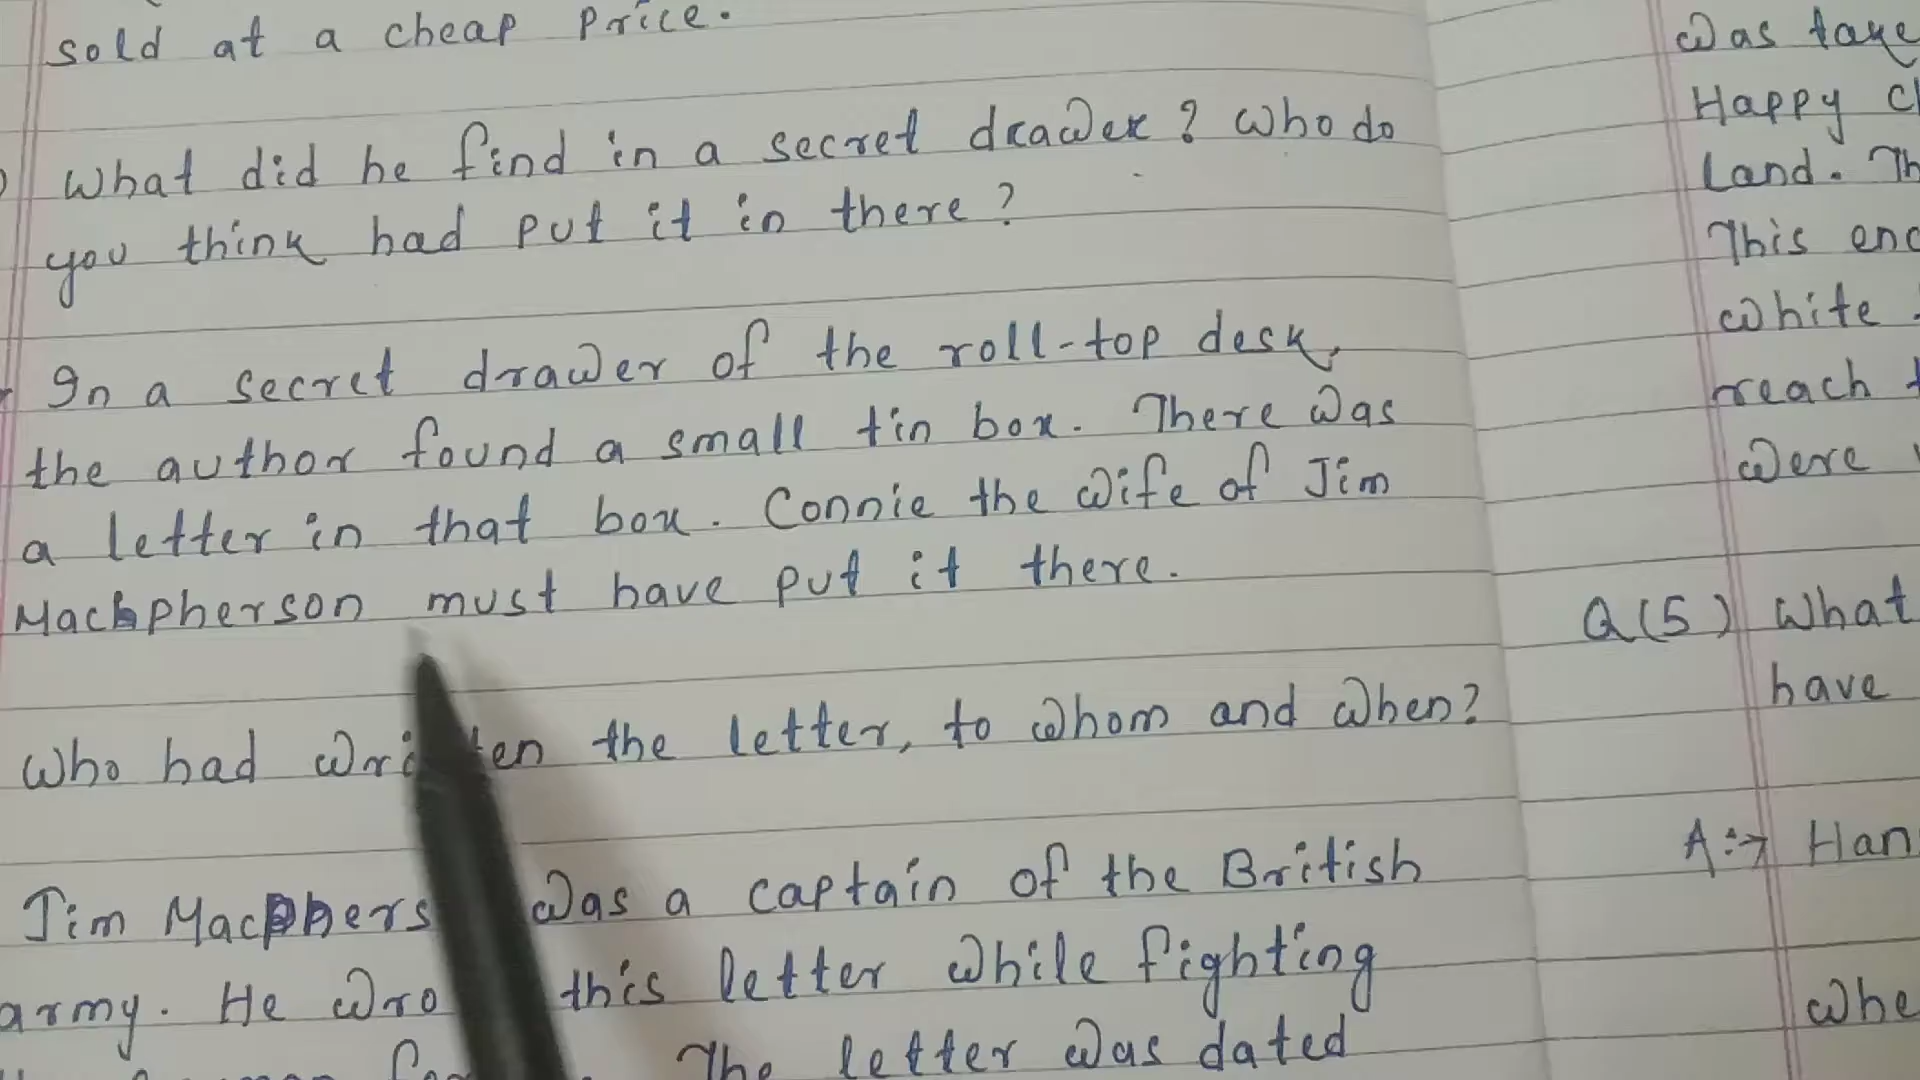 sold at a cheap price.
What did he find in a secret drawer? Who do
you think had put it in there?
In a secret drawer of the roll-top desk,
the author found a small tin box. There was
a letter in that box. Connie the wife of Jim
Macpherson must have put it there.
Who had written the letter, to whom and when?
Jim was a captain of the British
army. He this letter while fighting
The letter was dated
was
Happy
Land.
This
white
reach
were
Q(5) What
have
A:→